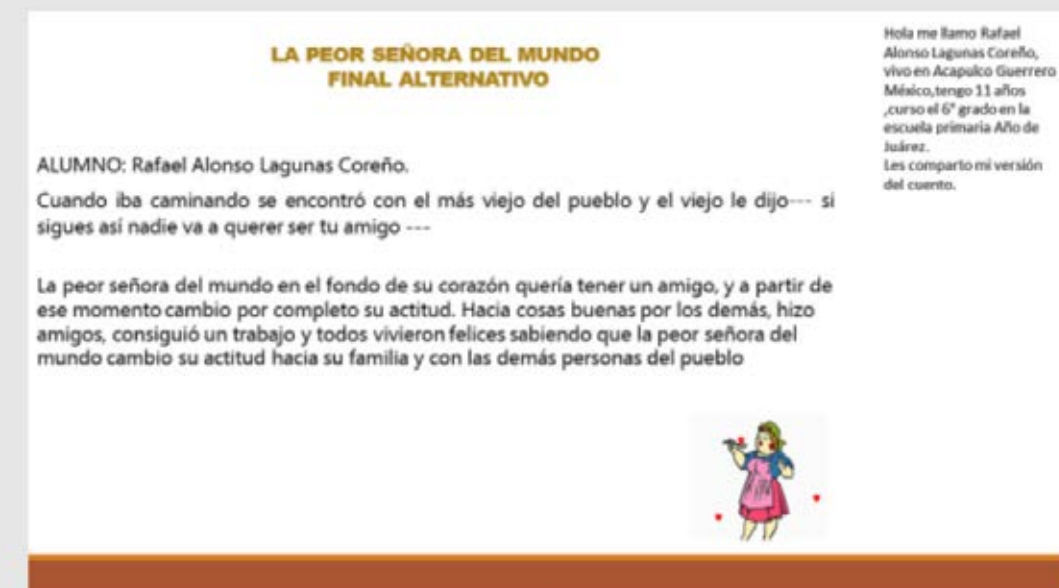 LA PEOR SEÑORA DEL MUNDO
FINAL ALTERNATIVO
ALUMNO: Rafael Alonso Lagunas Coreño.
Cuando iba caminando se encontró con el más viejo del pueblo y el viejo le dijo--- si
sigues así nadie va a querer ser tu amigo ---
La peor señora del mundo en el fondo de su corazón quería tener un amigo, y a partir de
ese momento cambio por completo su actitud. Hacia cosas buenas por los demás, hizo
amigos, consiguió un trabajo y todos vivieron felices sabiendo que la peor señora del
mundo cambio su actitud hacia su familia y con las demás personas del pueblo
Hola me llamo Rafael
Alonso Lagunas Coreño,
vivo en Acapulco Guerrero
México,tengo 11 años
,curso el 6° grado en la
escuela primaria Año de
Juárez.
Les comparto mi versión
del cuento.